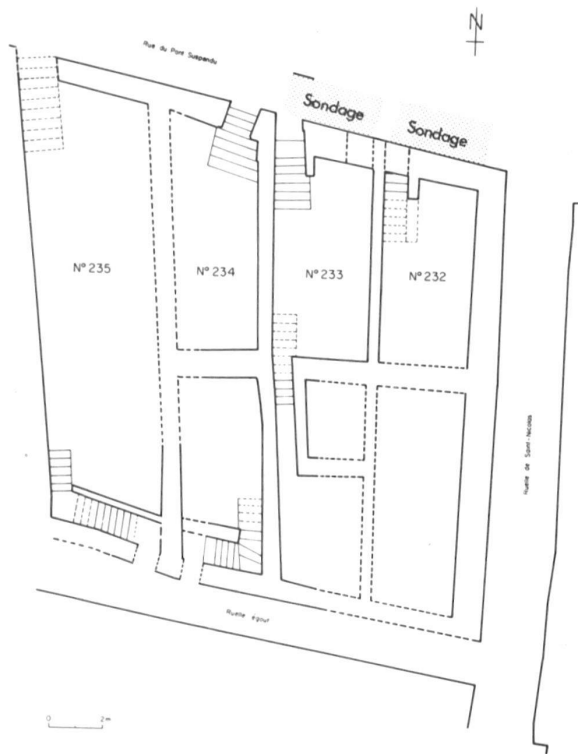 N
Rue du Pont Suspendu
Sondage
Sondage
N° 235
N° 234
N° 233
N° 232
Ruelle de Saint-Nicolas
Ruelle égout
0 2m